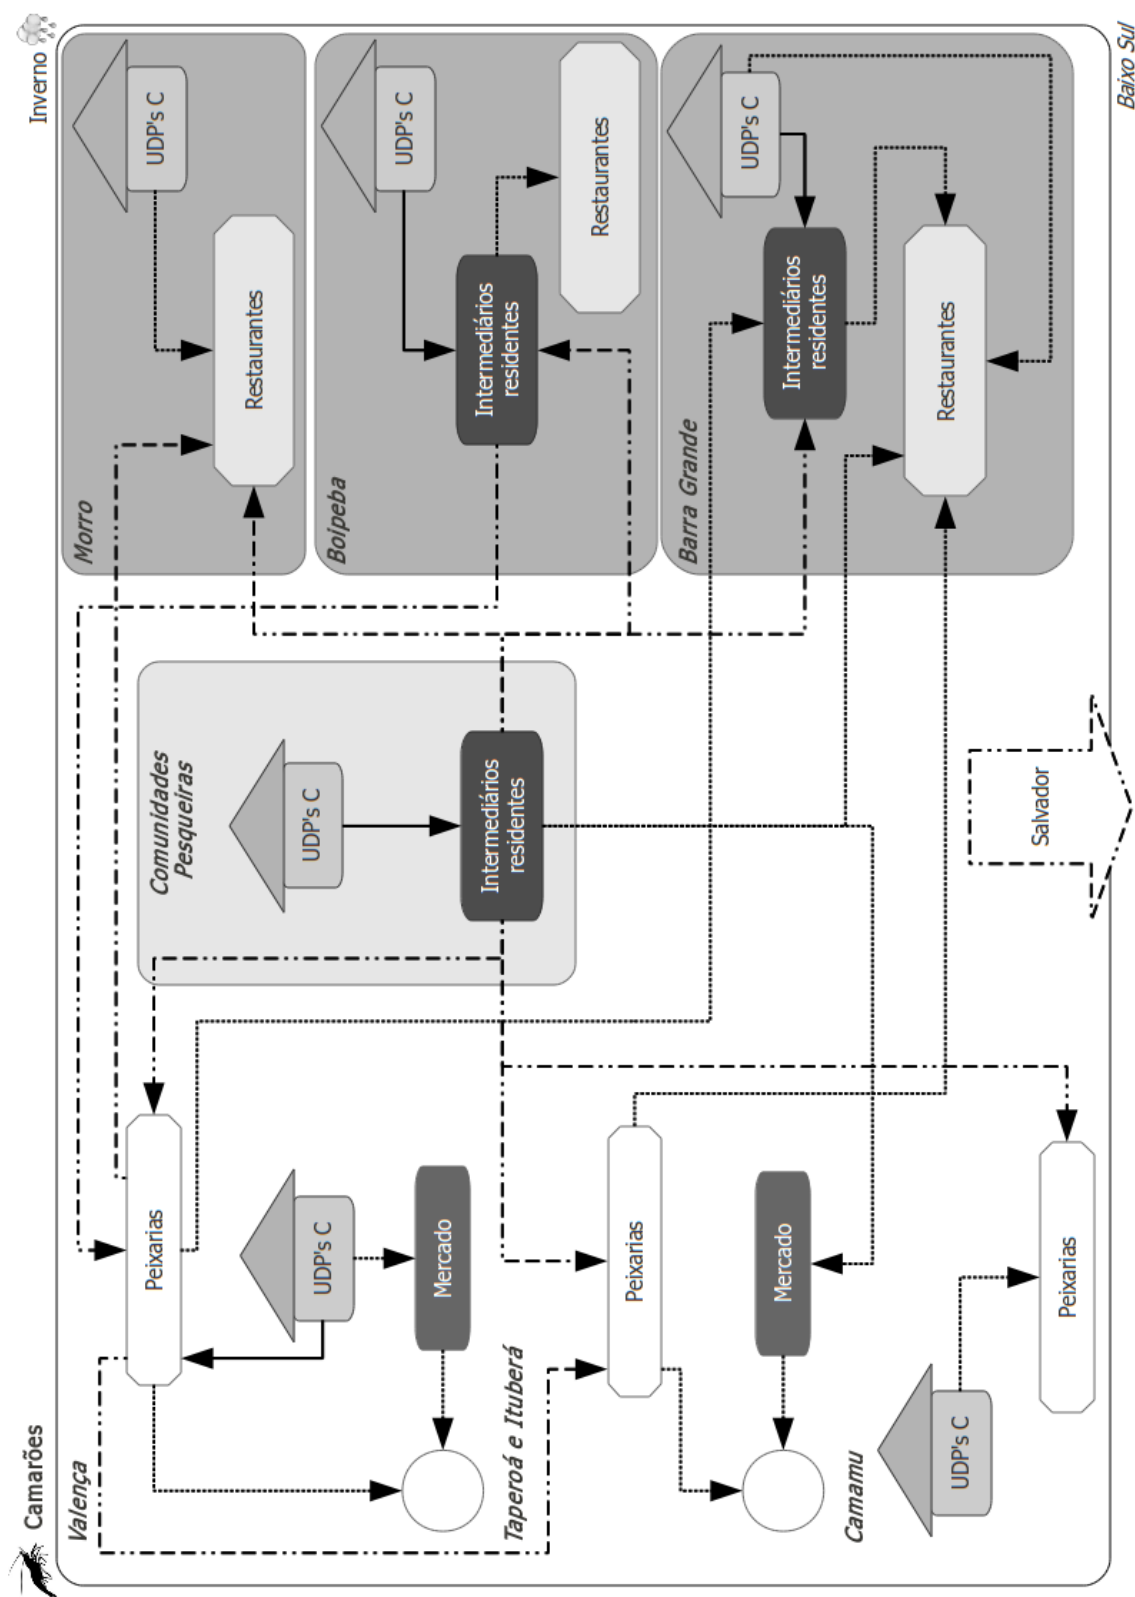 Camarões
Inverno
Valença
Peixarias
UDP's C
Mercado
Taperoá e Ituberá
Peixarias
Mercado
Camamu
UDP's C
Peixarias
Comunidades
Pesqueiras
UDP's C
Intermediários
residentes
Salvador
Morro
UDP's C
Restaurantes
Boipeba
UDP's C
Intermediários
residentes
Restaurantes
Barra Grande
UDP's C
Intermediários
residentes
Restaurantes
Baixo Sul